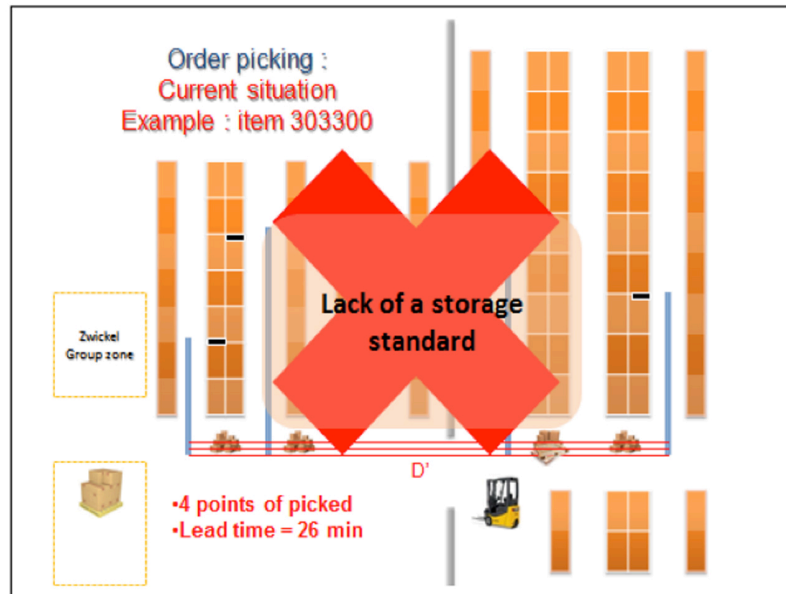 Order picking :
Current situation
Example : item 303300
Lack of a storage
standard
Zwickel
Group zone
D'
•4 points of picked
•Lead time = 26 min